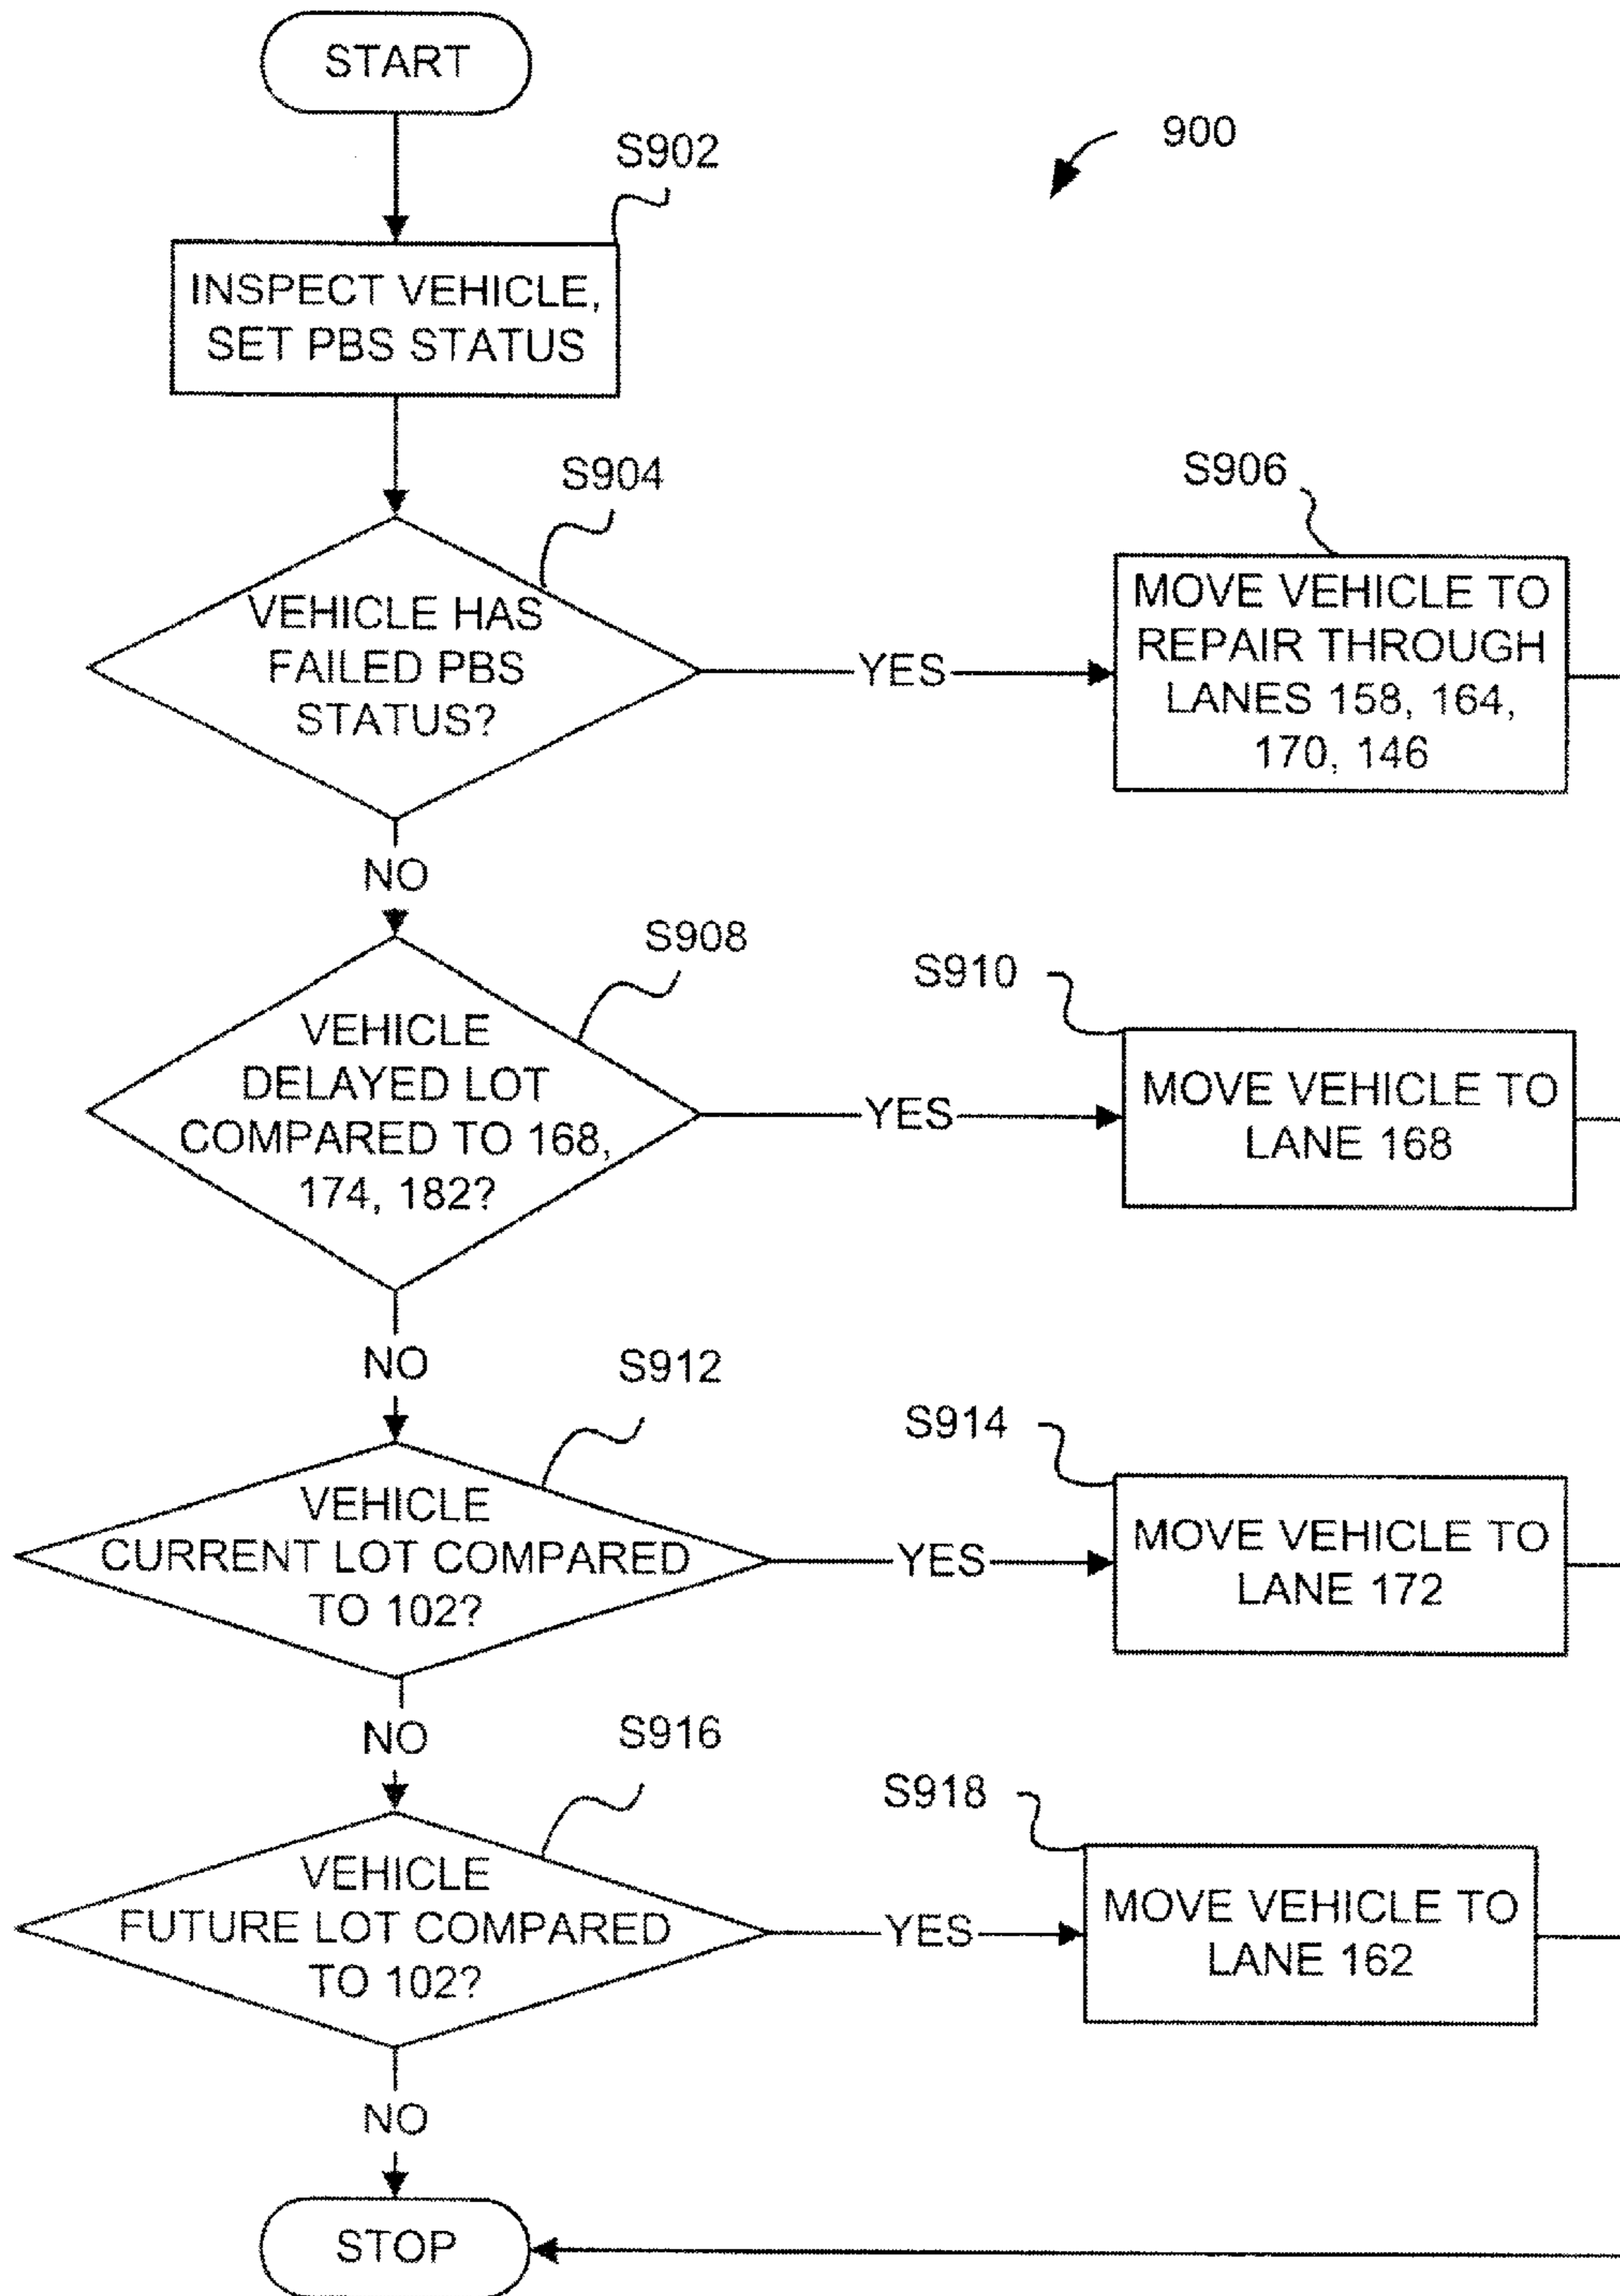 START
900
S902
INSPECT VEHICLE,
SET PBS STATUS
S904
VEHICLE HAS
FAILED PBS
STATUS?
YES
S906
MOVE VEHICLE TO
REPAIR THROUGH
LANES 158, 164,
170, 146
NO
S908
VEHICLE
DELAYED LOT
COMPARED TO 168,
174, 182?
YES
S910
MOVE VEHICLE TO
LANE 168
NO
S912
VEHICLE
CURRENT LOT COMPARED
TO 102?
YES
S914
MOVE VEHICLE TO
LANE 172
NO
S916
VEHICLE
FUTURE LOT COMPARED
TO 102?
YES
S918
MOVE VEHICLE TO
LANE 162
NO
STOP